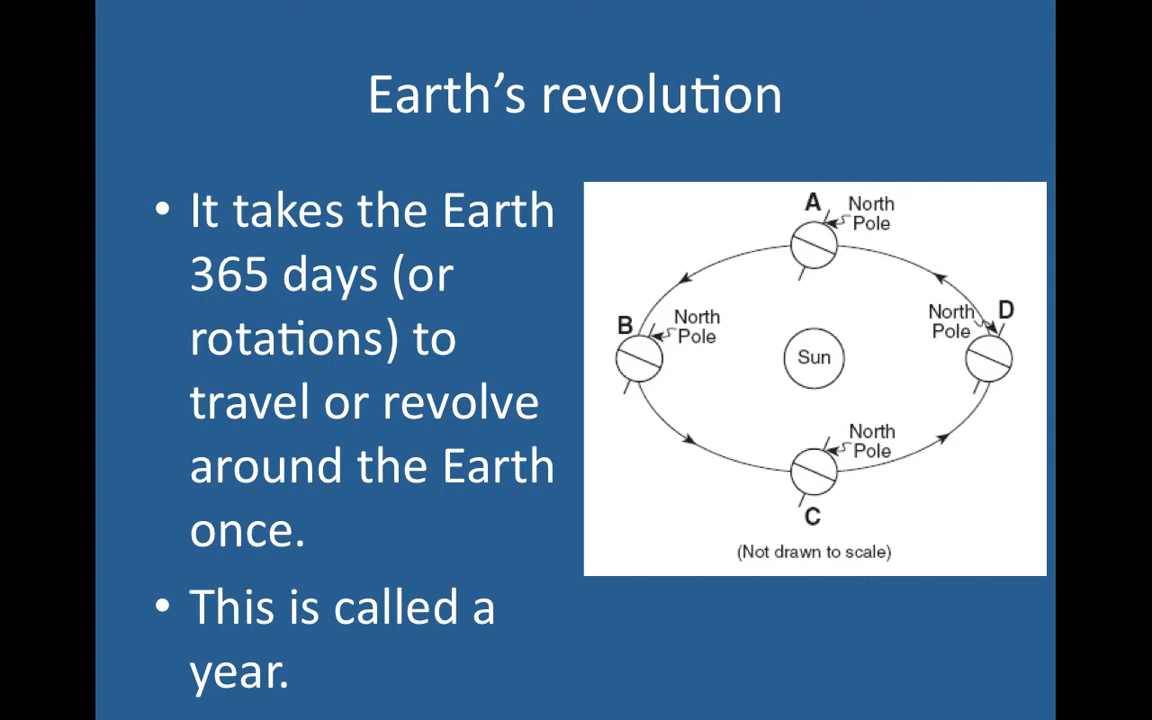 Earth’s revolution
• It takes the Earth
365 days (or
rotations) to
travel or revolve
around the Earth
once.
• This is called a
year.
A
North
Pole
B
North
Pole
North
Pole
D
Sun
North
Pole
C
(Not drawn to scale)